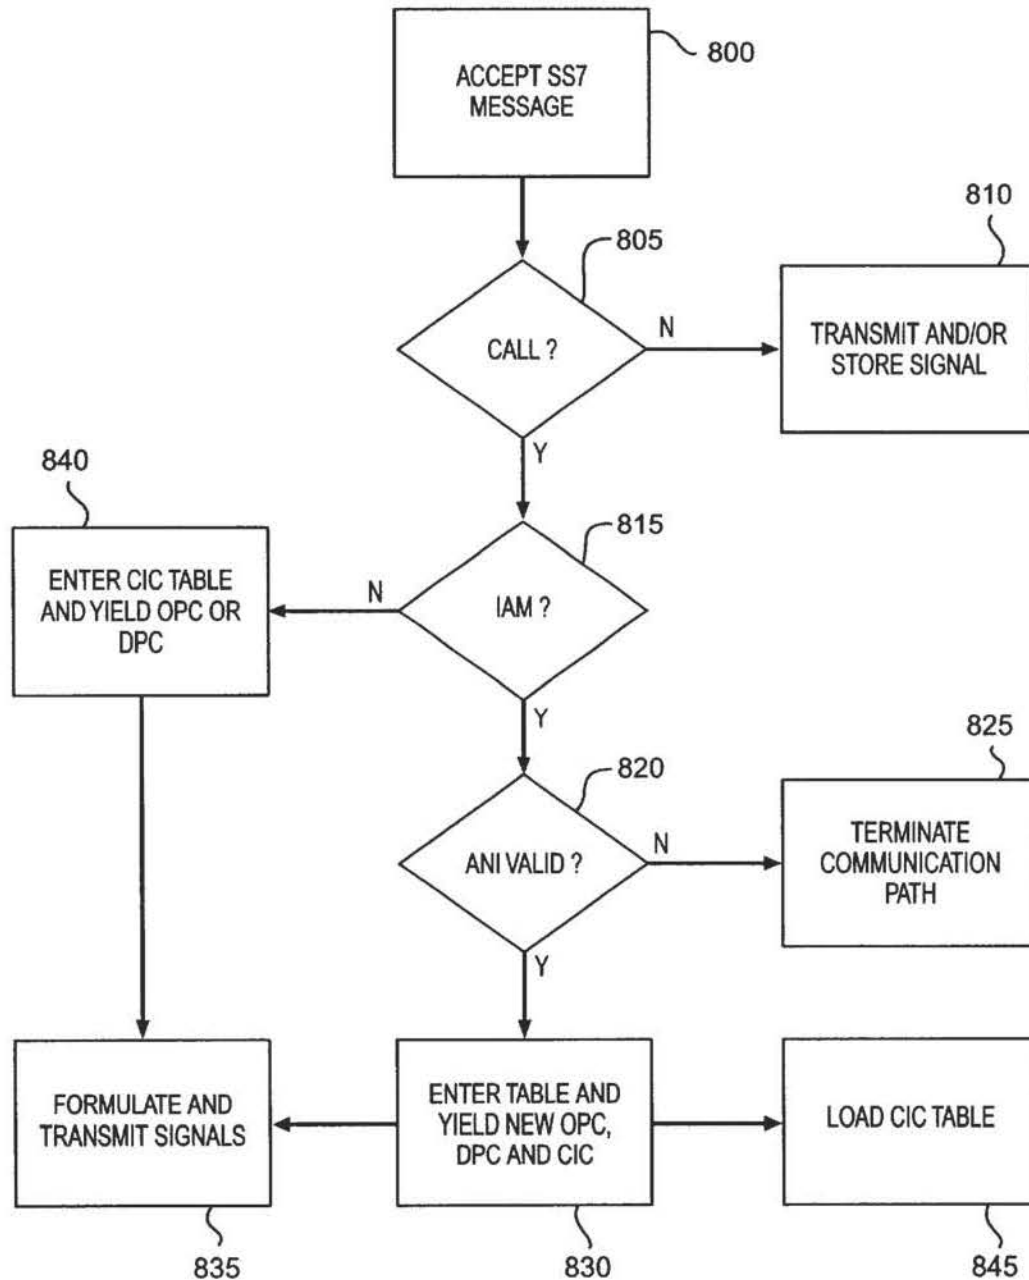 ACCEPT SS7
MESSAGE
800
805
CALL ?
N
810
TRANSMIT AND/OR
STORE SIGNAL
Y
840
ENTER CIC TABLE
AND YIELD OPC OR
DPC
N
815
IAM ?
Y
820
ANI VALID ?
N
825
TERMINATE
COMMUNICATION
PATH
Y
FORMULATE AND
TRANSMIT SIGNALS
ENTER TABLE AND
YIELD NEW OPC,
DPC AND CIC
LOAD CIC TABLE
835
830
845